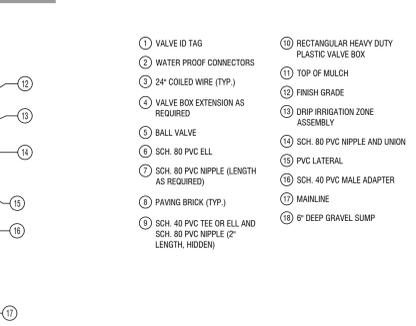 12
13
14
15
16
17
1 VALVE ID TAG
2 WATER PROOF CONNECTORS
3 24" COILED WIRE (TYP.)
4 VALVE BOX EXTENSION AS
REQUIRED
5 BALL VALVE
6 SCH. 80 PVC ELL
7 SCH. 80 PVC NIPPLE (LENGTH
AS REQUIRED)
8 PAVING BRICK (TYP.)
9 SCH. 40 PVC TEE OR ELL AND
SCH. 80 PVC NIPPLE (2"
LENGTH, HIDDEN)
10 RECTANGULAR HEAVY DUTY
PLASTIC VALVE BOX
11 TOP OF MULCH
12 FINISH GRADE
13 DRIP IRRIGATION ZONE
ASSEMBLY
14 SCH. 80 PVC NIPPLE AND UNION
15 PVC LATERAL
16 SCH. 40 PVC MALE ADAPTER
17 MAINLINE
18 6" DEEP GRAVEL SUMP